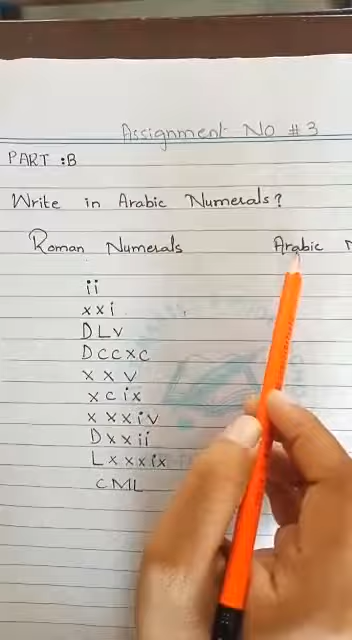 Assignment No # 3
PART :B
Write in Arabic Numerals?
Roman Numerals Arabic N
ii
xxi
DLv
Dccxc
xxv
xcix
xxxiv
Dxxii
Lxxxix
CML